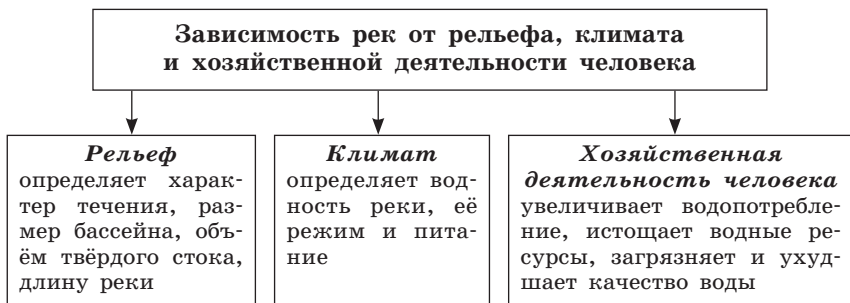 Зависимость рек от рельефа, климата
и хозяйственной деятельности человека
Рельеф
определяет харак-
тер течения, раз-
мер бассейна, объ-
ём твёрдого стока,
длину реки
Климат
определяет вод-
ность реки, её
режим и пита-
ние
Хозяйственная
деятельность человека
увеличивает водопотребле-
ние, истощает водные ре-
сурсы, загрязняет и ухуд-
шает качество воды